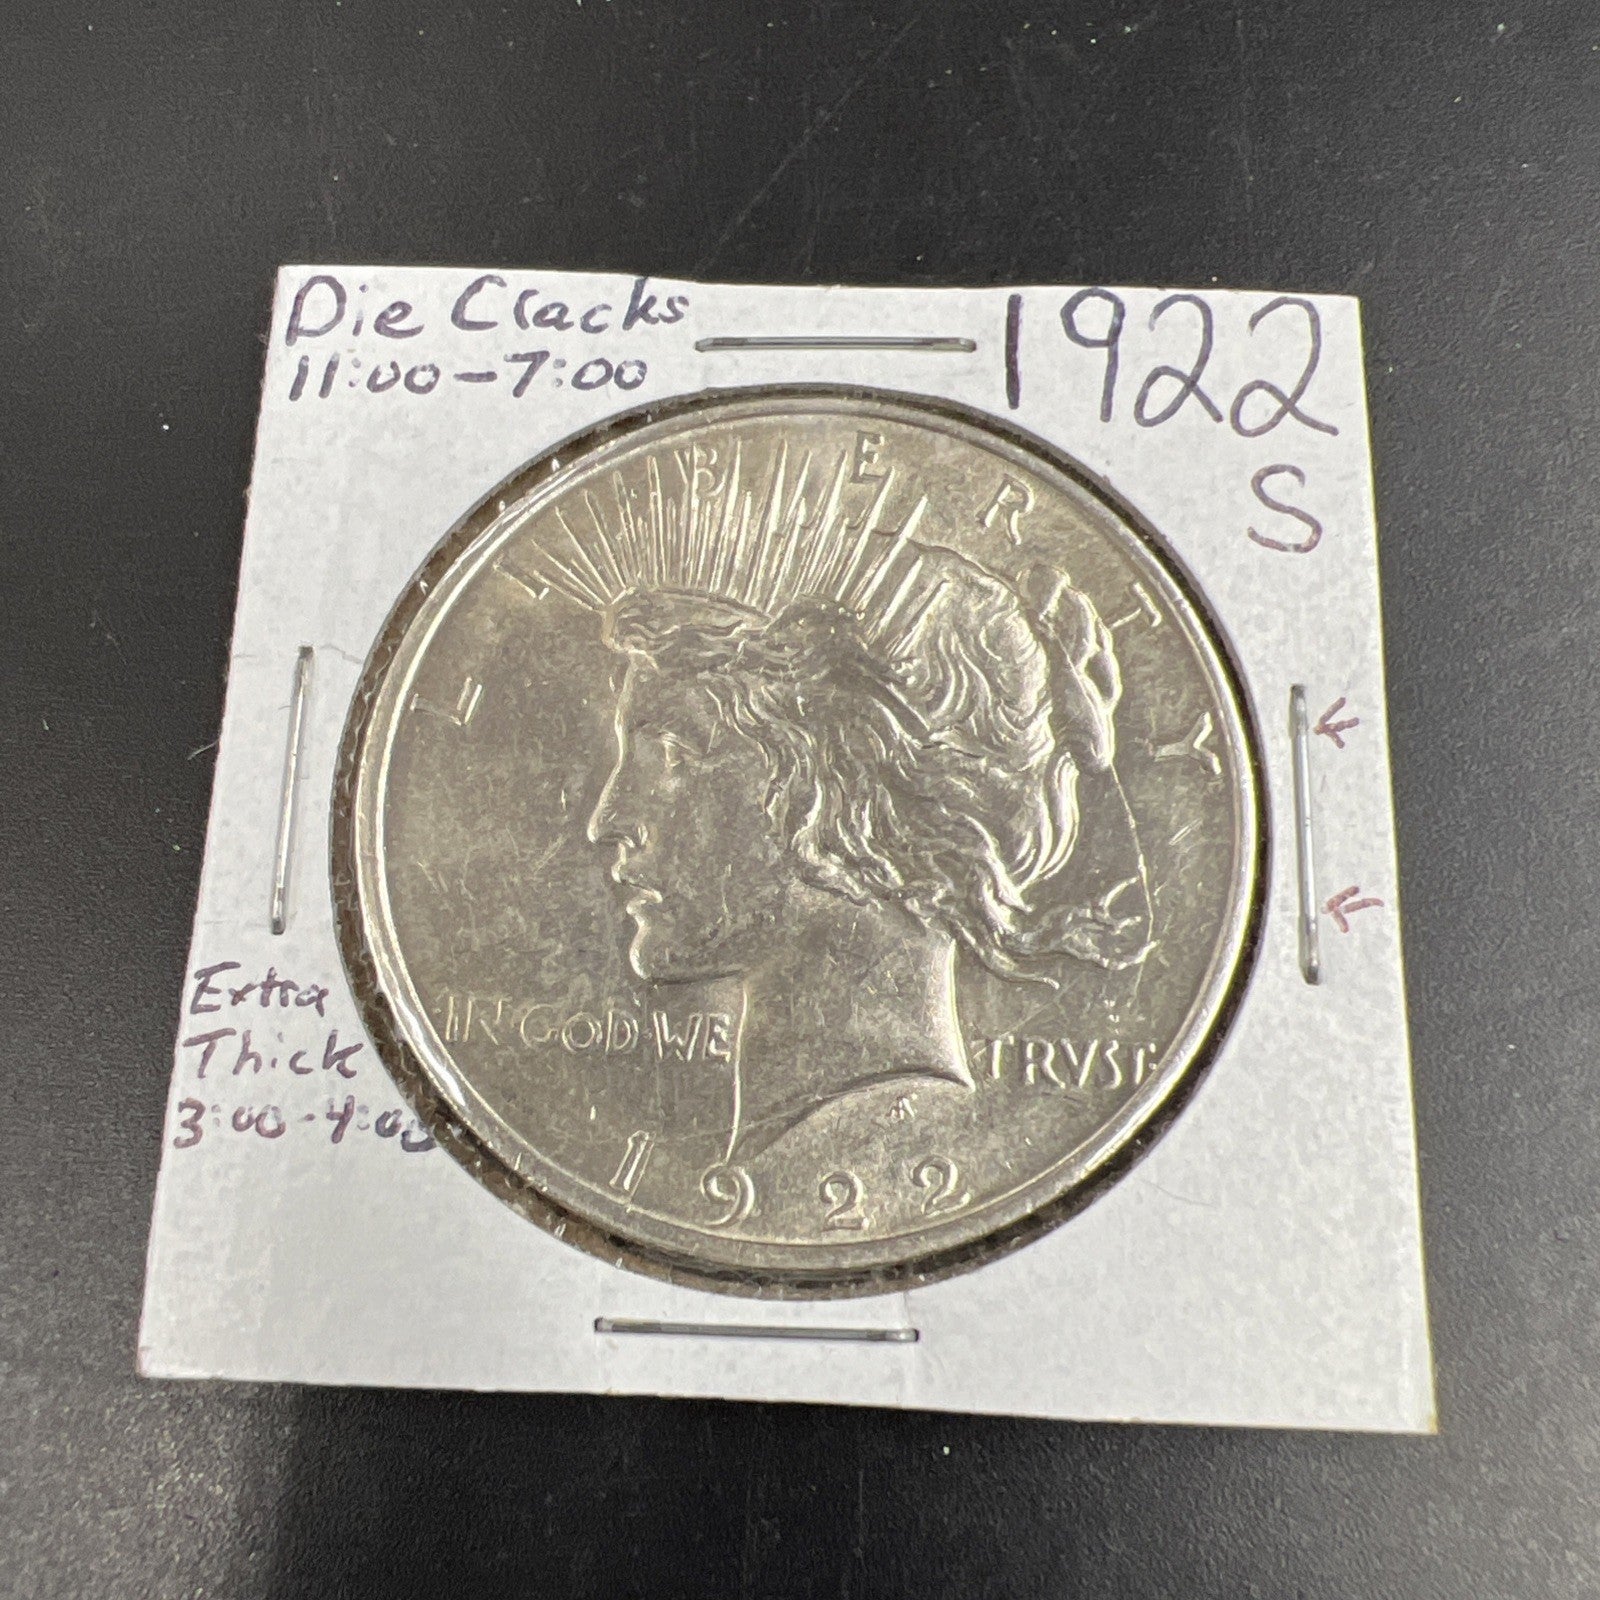 Die Cracks
11:00-7:00
1922
S
LIBERTY
Extra
Thick
3:00-4:00
IN GOD WE TRVST
1922